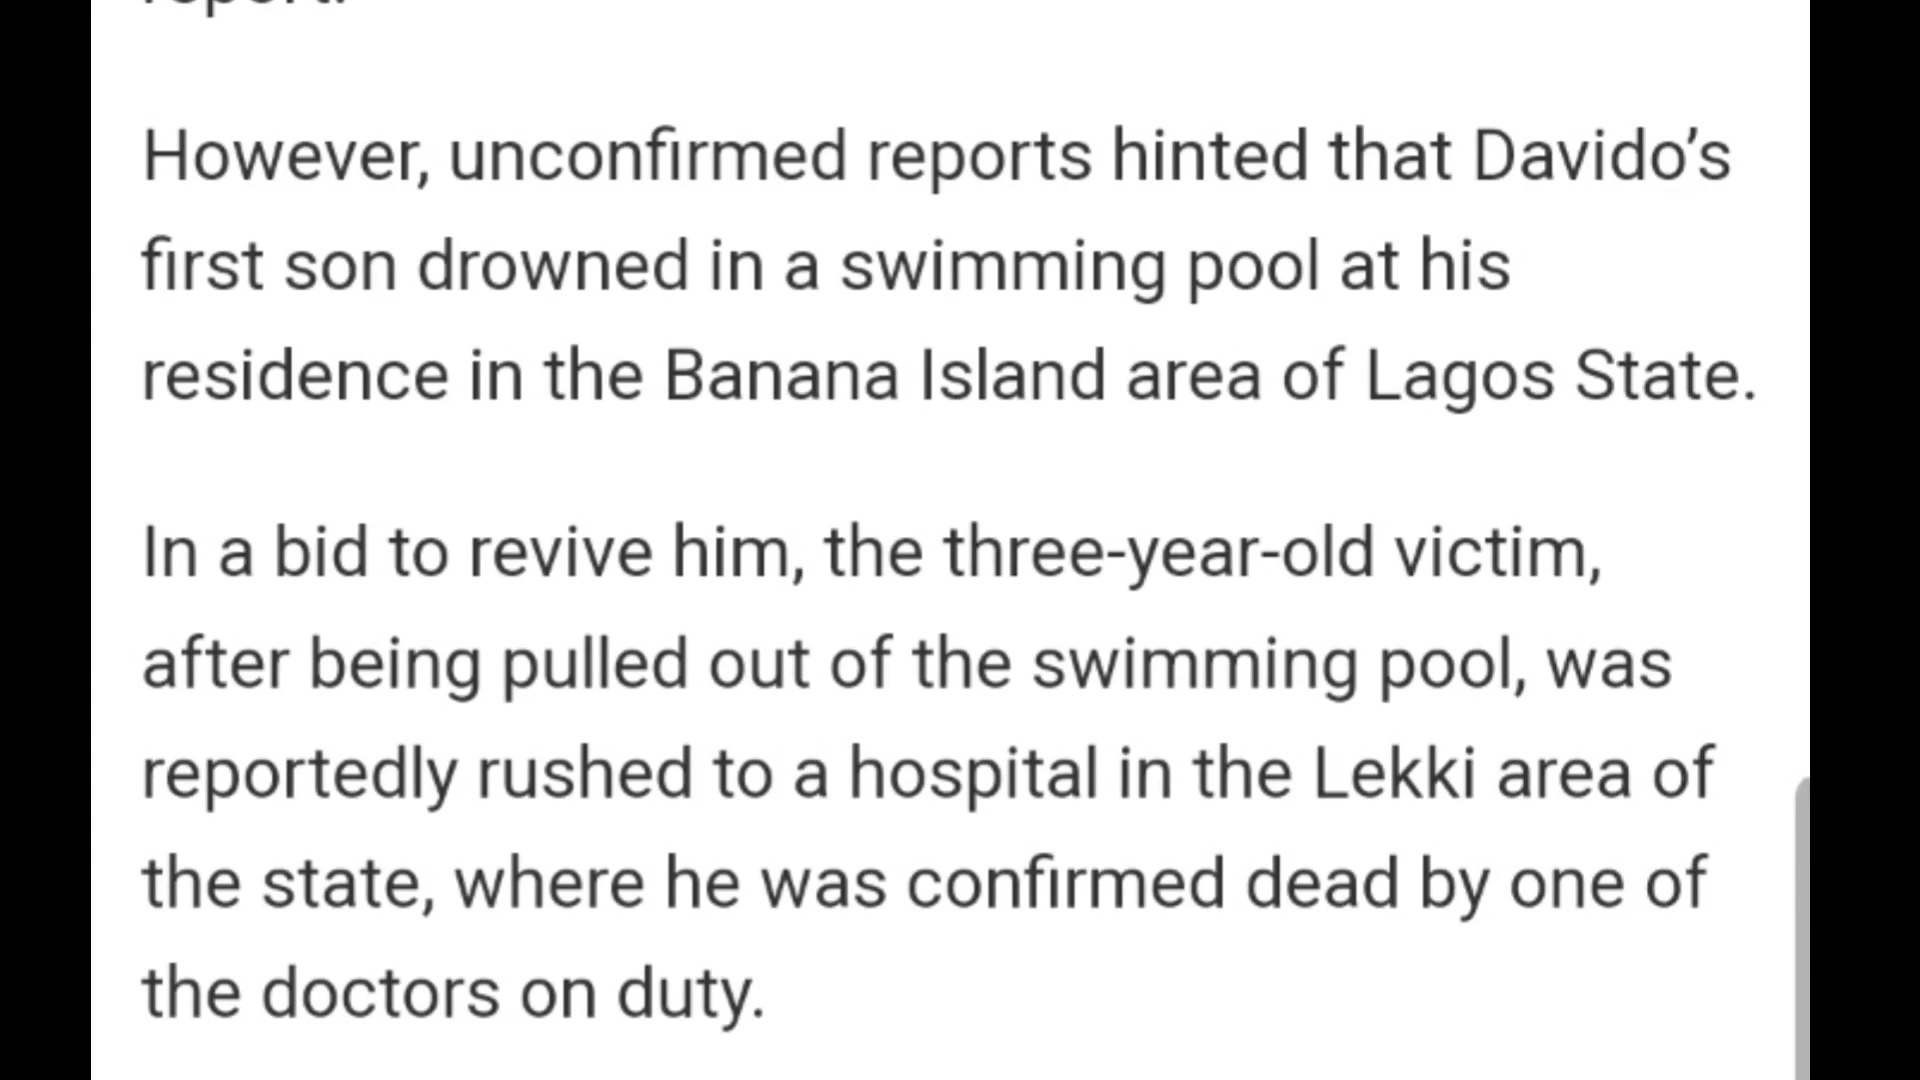 report.
However, unconfirmed reports hinted that Davido’s
first son drowned in a swimming pool at his
residence in the Banana Island area of Lagos State.
In a bid to revive him, the three-year-old victim,
after being pulled out of the swimming pool, was
reportedly rushed to a hospital in the Lekki area of
the state, where he was confirmed dead by one of
the doctors on duty.